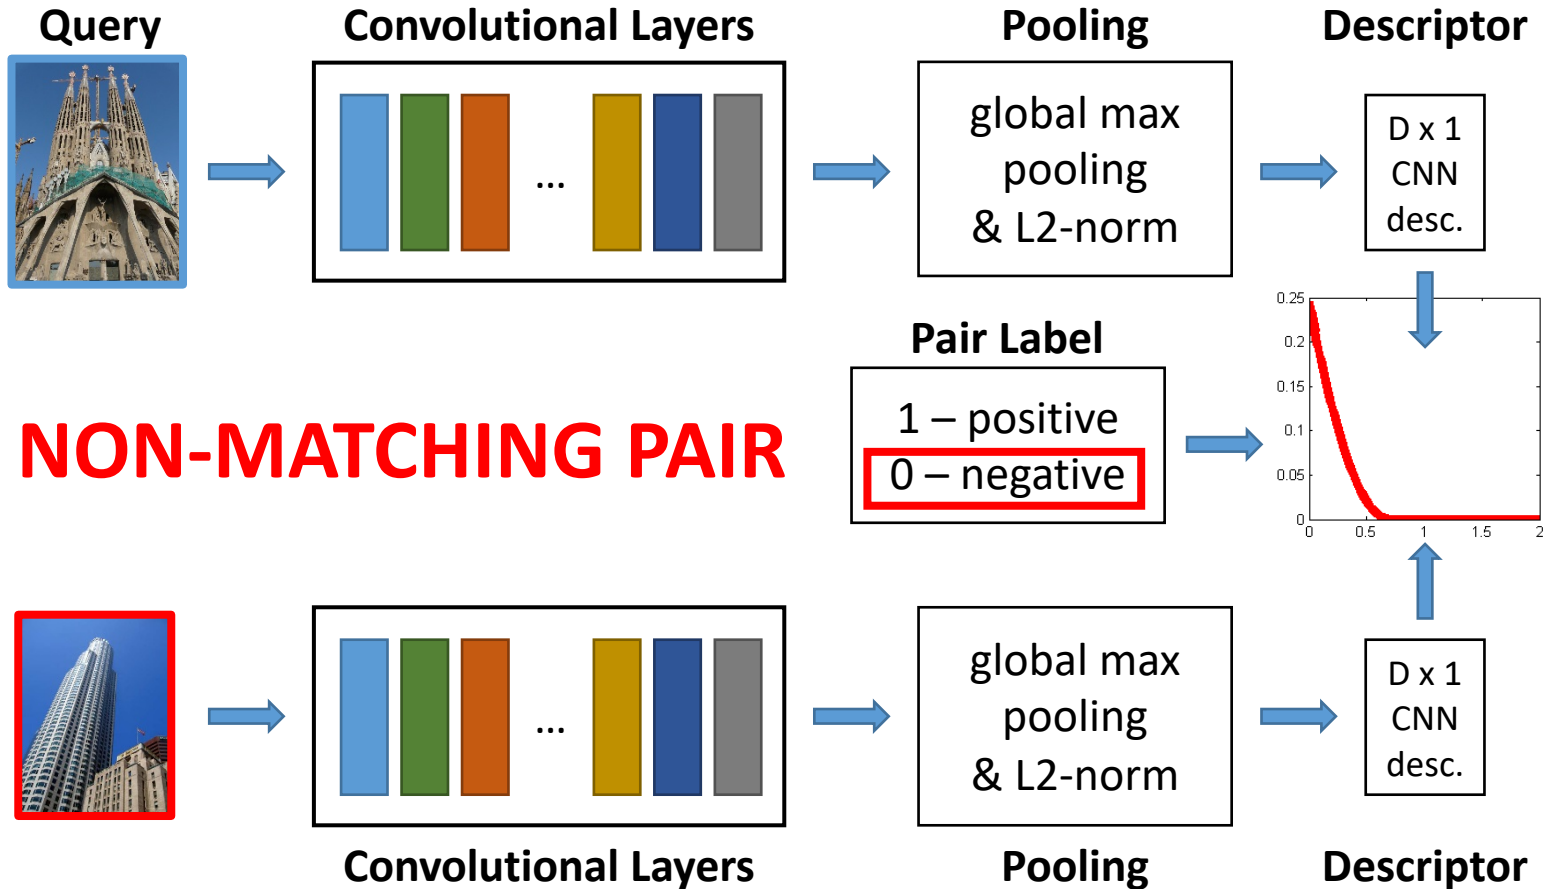 Query
Convolutional Layers
Pooling
Descriptor
...
global max
pooling
& L2-norm
D x 1
CNN
desc.
NON-MATCHING PAIR
Pair Label
1 – positive
0 – negative
0.25
0.2
0.15
0.1
0.05
0
0 0.5 1 1.5 2
...
global max
pooling
& L2-norm
D x 1
CNN
desc.
Convolutional Layers
Pooling
Descriptor